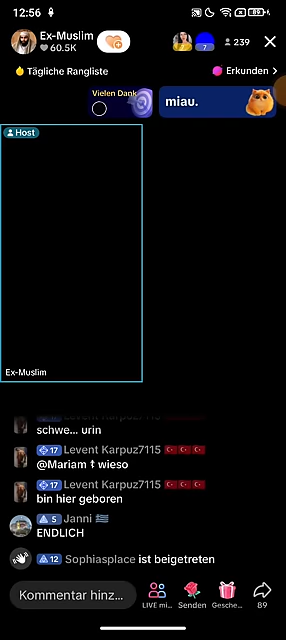 12:56 89
Ex-Muslim
60.5K 7 239
Tägliche Rangliste Erkunden >
Vielen Dank
miau.
Host
Ex-Muslim
schwe... urin
17 Levent Karpuz7115
@Mariam ☦ wieso
17 Levent Karpuz7115
bin hier geboren
5 Janni
ENDLICH
12 Sophiasplace ist beigetreten
Kommentar hinz...
LIVE mi... Senden Gesche... 89